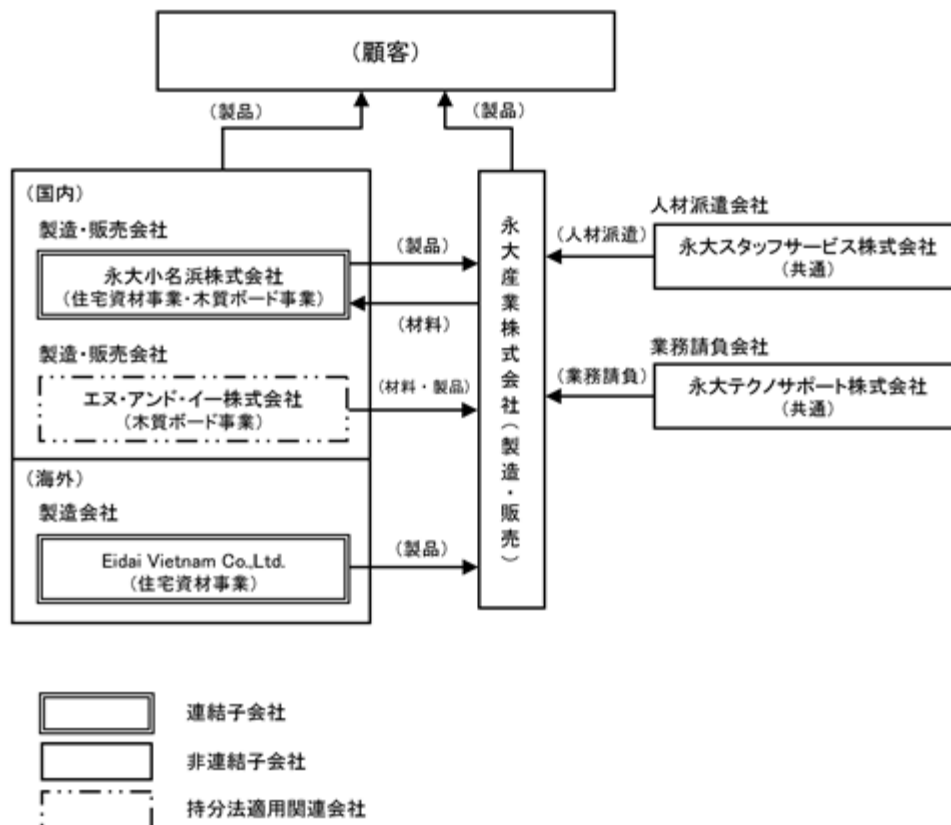 (顧客)
(製品)
(製品)
(国内)
製造・販売会社
永大小名浜株式会社
(住宅資材事業・木質ボード事業)
(製品)
(材料)
製造・販売会社
エヌ・アンド・イー株式会社
(木質ボード事業)
(材料・製品)
(海外)
製造会社
Eidai Vietnam Co.,Ltd.
(住宅資材事業)
(製品)
永大産業株式会社(製造・販売)
人材派遣会社
(人材派遣)
永大スタッフサービス株式会社
(共通)
業務請負会社
(業務請負)
永大テクノサポート株式会社
(共通)
連結子会社
非連結子会社
持分法適用関連会社